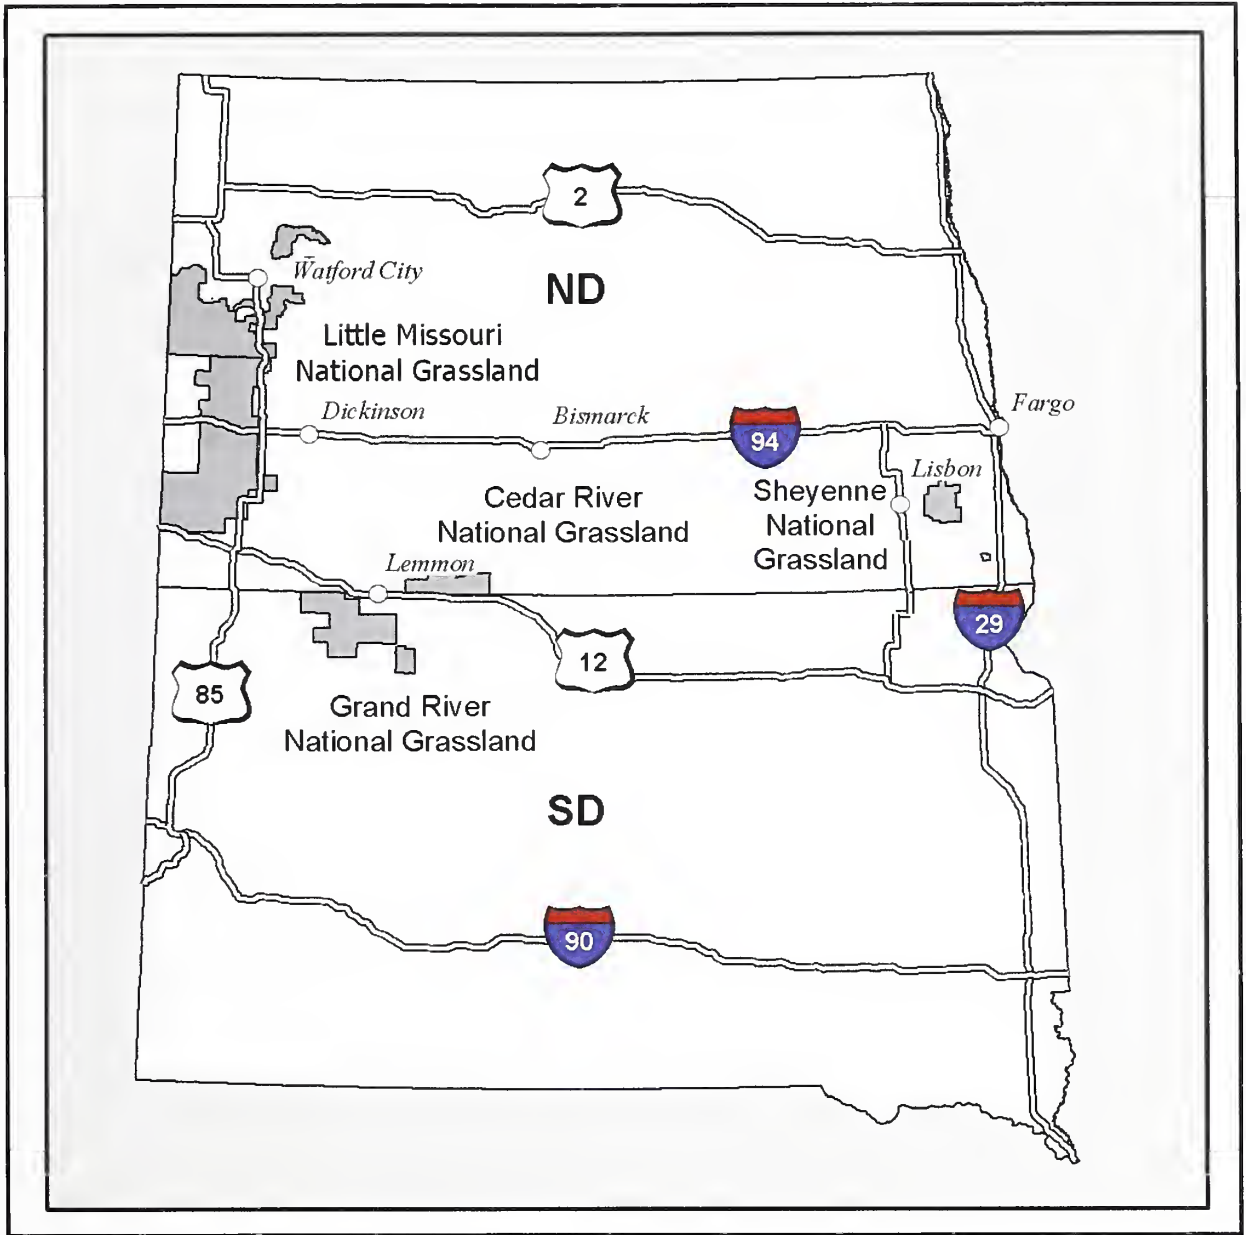 2
Watford City
ND
Little Missouri
National Grassland
Dickinson
Bismarck
94
Fargo
Lisbon
Cedar River
National Grassland
Sheyenne
National
Grassland
Lemmon
29
12
85
Grand River
National Grassland
SD
90